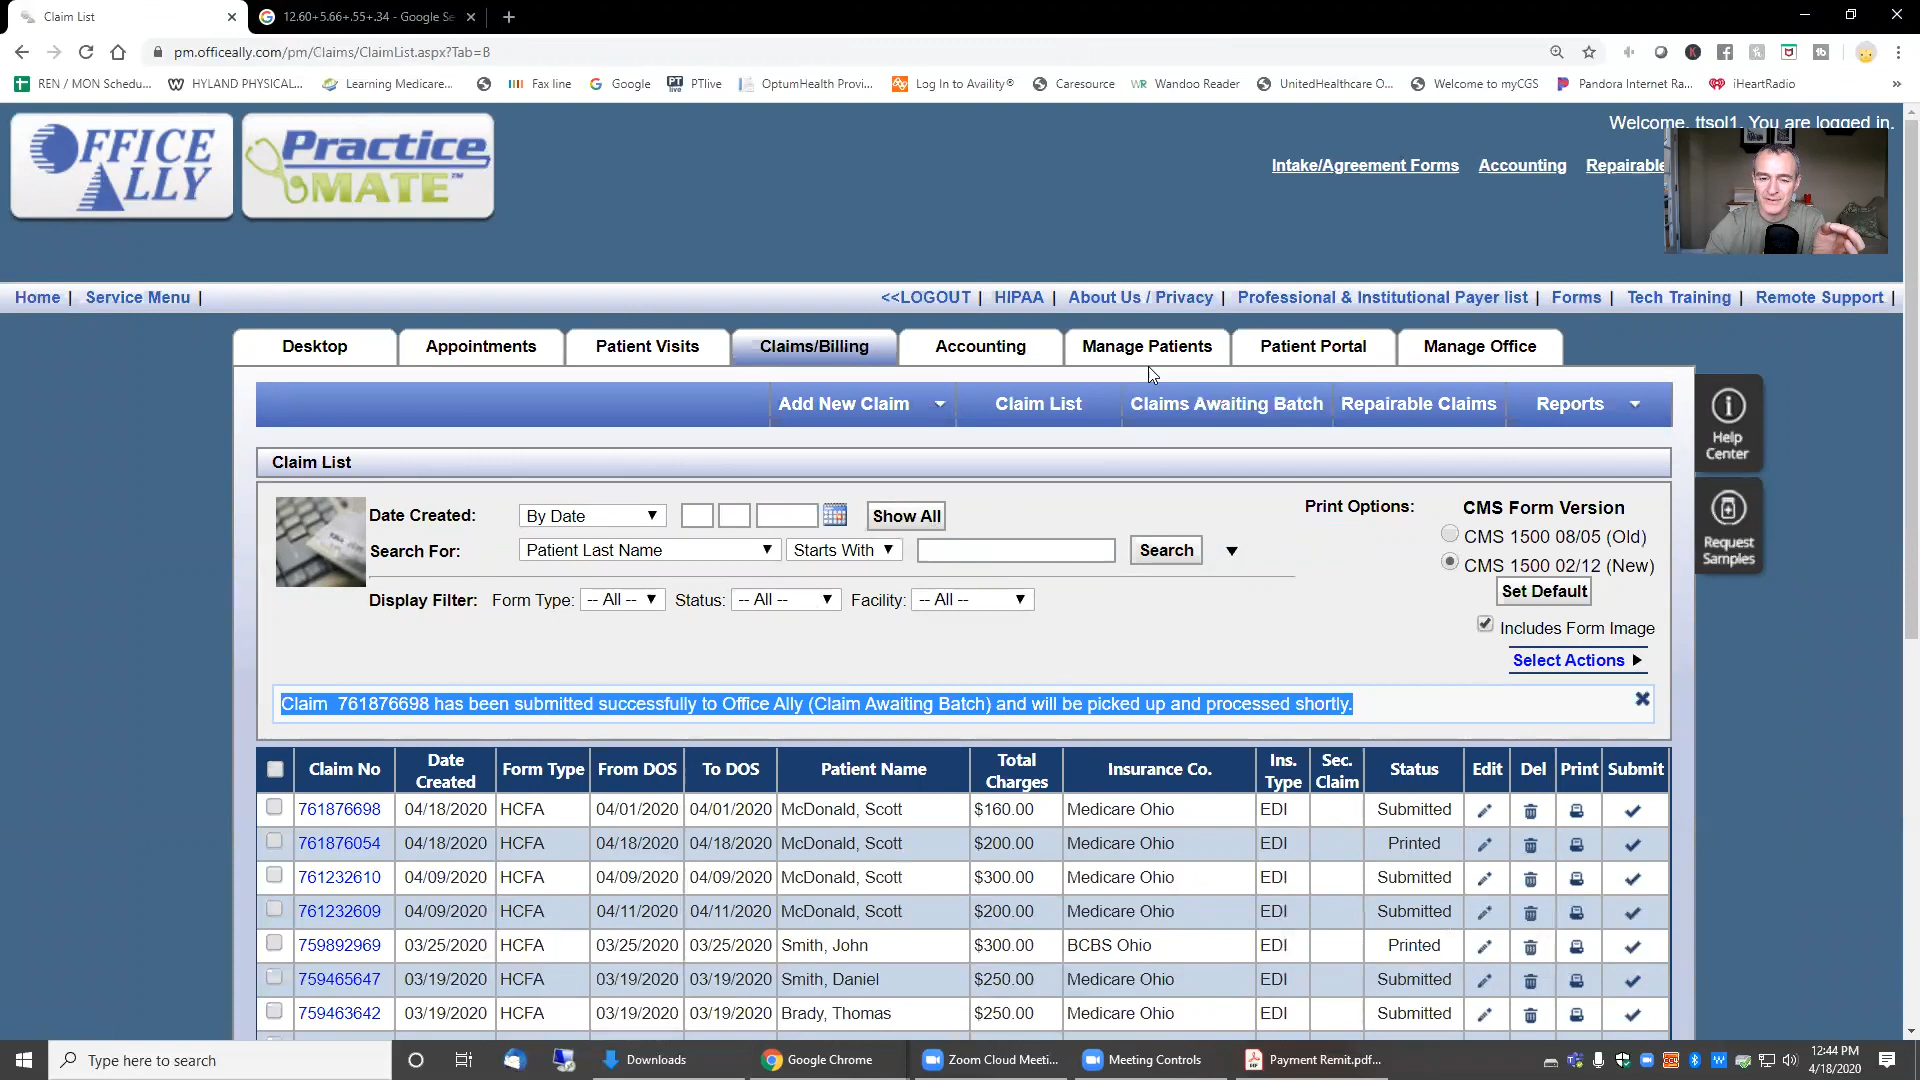 Claim List
12.60+5.66+.55+.34 - Google Se
pm.officeally.com/pm/Claims/ClaimList.aspx?Tab=B
REN / MON Schedu... HYLAND PHYSICAL... Learning Medicare... Fax line Google PTlive OptumHealth Provi... Log In to Availity® Caresource Wandoo Reader UnitedHealthcare O... Welcome to myCGS Pandora Internet Ra... iHeartRadio »
OFFICE ALLY Practice MATE™
Welcome, ttsol1. You are logged in.
Intake/Agreement Forms Accounting Repairable
Home | Service Menu | <<LOGOUT | HIPAA | About Us / Privacy | Professional & Institutional Payer list | Forms | Tech Training | Remote Support |
Desktop Appointments Patient Visits Claims/Billing Accounting Manage Patients Patient Portal Manage Office
Add New Claim Claim List Claims Awaiting Batch Repairable Claims Reports
Help Center
Request Samples
Claim List
Date Created: By Date Show All
Search For: Patient Last Name Starts With Search
Display Filter: Form Type: -- All -- Status: -- All -- Facility: -- All --
Print Options: CMS Form Version
CMS 1500 08/05 (Old)
CMS 1500 02/12 (New)
Set Default
Includes Form Image
Select Actions
Claim 761876698 has been submitted successfully to Office Ally (Claim Awaiting Batch) and will be picked up and processed shortly.
Claim No Date Created Form Type From DOS To DOS Patient Name Total Charges Insurance Co. Ins. Type Sec. Claim Status Edit Del Print Submit
761876698 04/18/2020 HCFA 04/01/2020 04/01/2020 McDonald, Scott $160.00 Medicare Ohio EDI Submitted
761876054 04/18/2020 HCFA 04/18/2020 04/18/2020 McDonald, Scott $200.00 Medicare Ohio EDI Printed
761232610 04/09/2020 HCFA 04/09/2020 04/09/2020 McDonald, Scott $300.00 Medicare Ohio EDI Submitted
761232609 04/09/2020 HCFA 04/11/2020 04/11/2020 McDonald, Scott $200.00 Medicare Ohio EDI Submitted
759892969 03/25/2020 HCFA 03/25/2020 03/25/2020 Smith, John $300.00 BCBS Ohio EDI Printed
759465647 03/19/2020 HCFA 03/19/2020 03/19/2020 Smith, Daniel $250.00 Medicare Ohio EDI Submitted
759463642 03/19/2020 HCFA 03/19/2020 03/19/2020 Brady, Thomas $250.00 Medicare Ohio EDI Submitted
Type here to search Downloads Google Chrome Zoom Cloud Meeti... Meeting Controls Payment Remit.pdf...
12:44 PM
4/18/2020